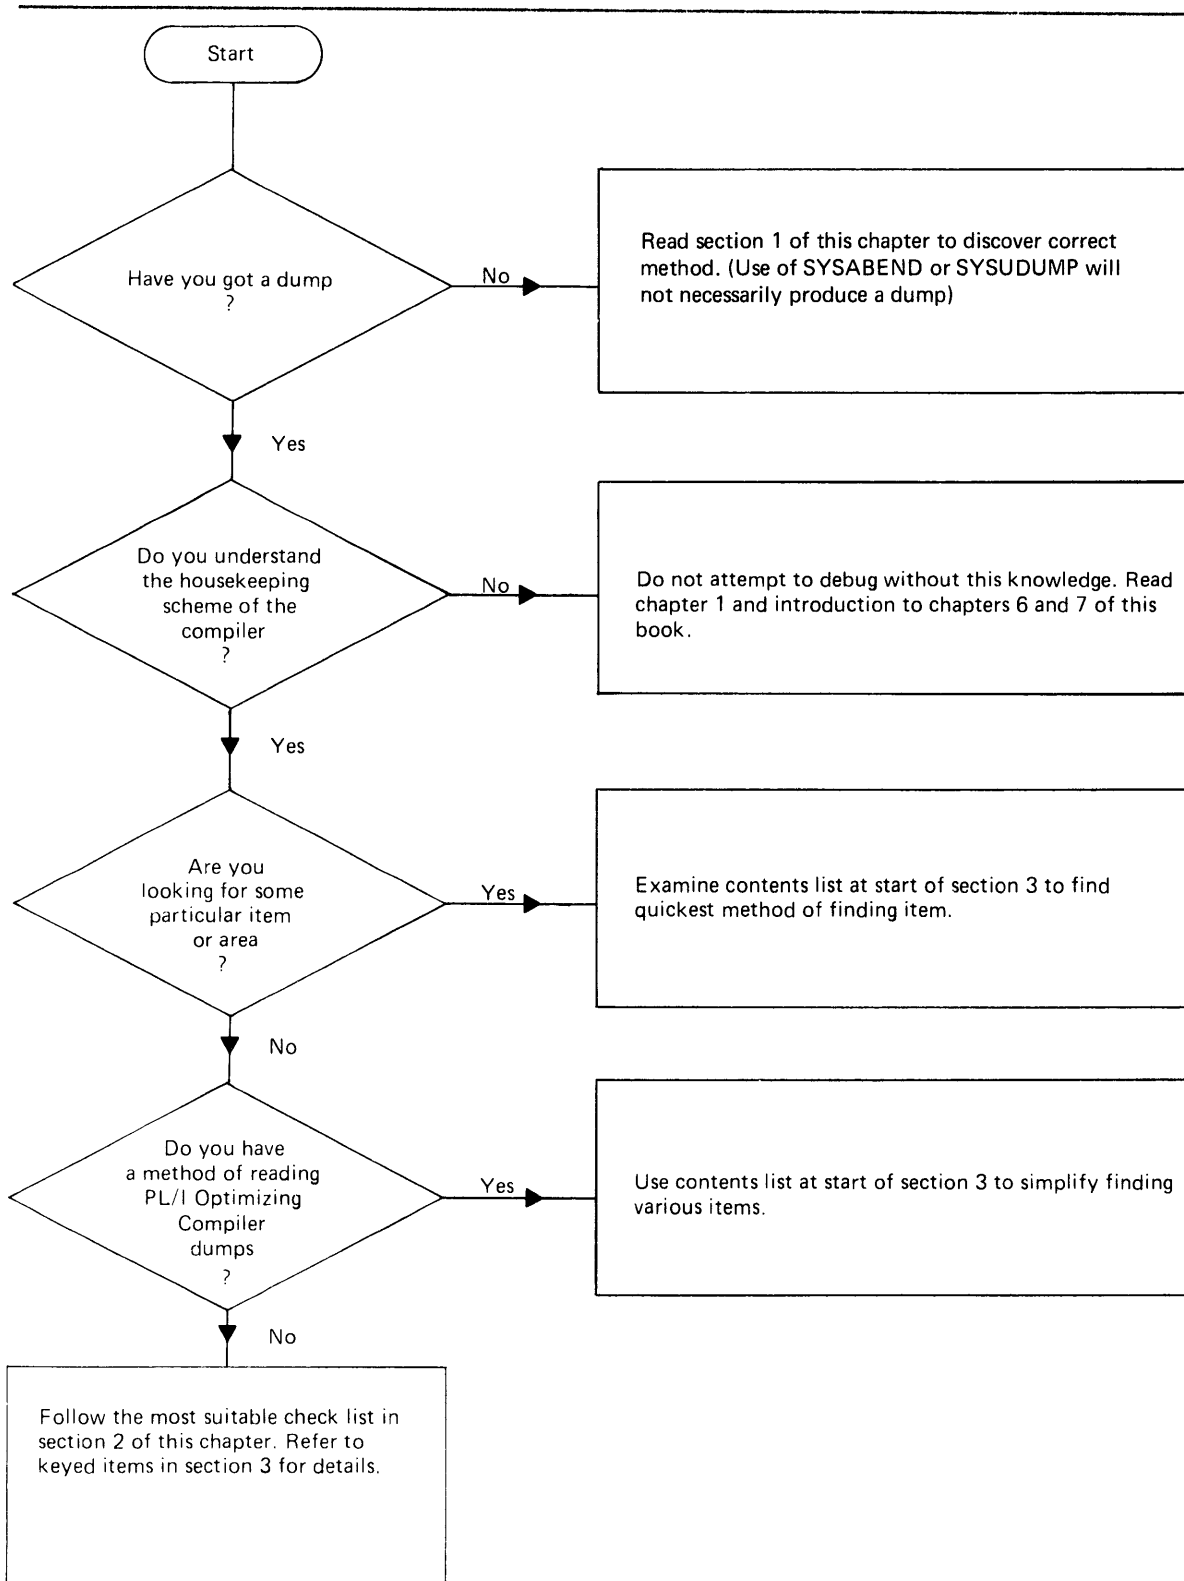 Start
Have you got a dump
?
No
Read section 1 of this chapter to discover correct
method. (Use of SYSABEND or SYSUDUMP will
not necessarily produce a dump)
Yes
Do you understand
the housekeeping
scheme of the
compiler
?
No
Do not attempt to debug without this knowledge. Read
chapter 1 and introduction to chapters 6 and 7 of this
book.
Yes
Are you
looking for some
particular item
or area
?
Yes
Examine contents list at start of section 3 to find
quickest method of finding item.
No
Do you have
a method of reading
PL/I Optimizing
Compiler
dumps
?
Yes
Use contents list at start of section 3 to simplify finding
various items.
No
Follow the most suitable check list in
section 2 of this chapter. Refer to
keyed items in section 3 for details.